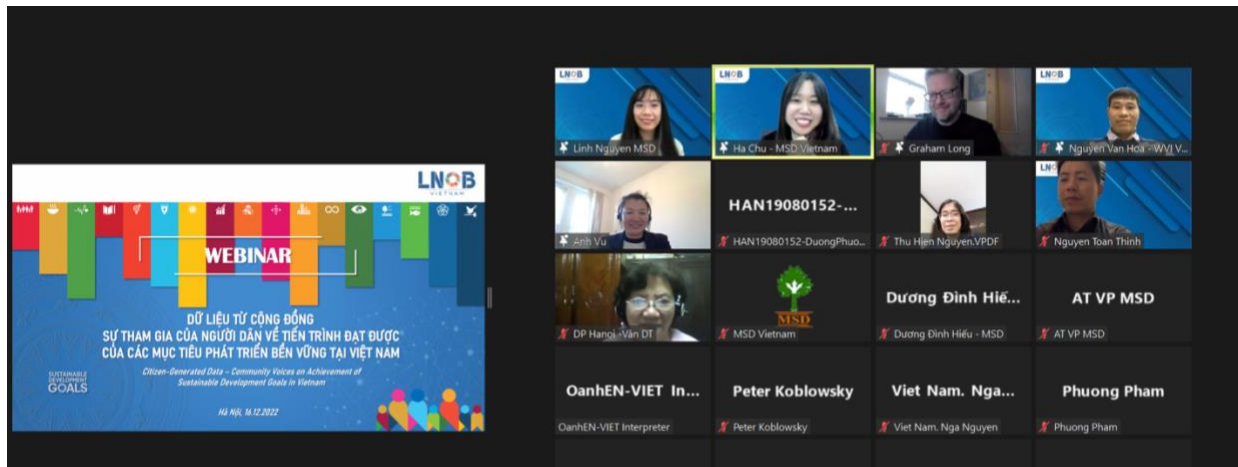 LNOB
VIETNAM
WEBINAR
DỮ LIỆU TỪ CỘNG ĐỒNG
SỰ THAM GIA CỦA NGƯỜI DÂN VỀ TIẾN TRÌNH ĐẠT ĐƯỢC
CỦA CÁC MỤC TIÊU PHÁT TRIỂN BỀN VỮNG TẠI VIỆT NAM
Citizen-Generated Data – Community Voices on Achievement of
Sustainable Development Goals in Vietnam
SUSTAINABLE
DEVELOPMENT
GOALS
Hà Nội, 16.12.2022
LNOB
Linh Nguyen MSD
LNOB
Ha Chu - MSD Vietnam
Graham Long
LNOB
Nguyen Van Hoa - WVI V...
Anh Vu
HAN19080152-...
HAN19080152-DuongPhuo...
Thu Hien Nguyen.VPDF
LNO
Nguyen Toan Thinh
DP Hanoi -Vân DT
MSD
MSD Vietnam
Dương Đình Hiế...
Dương Đình Hiếu - MSD
AT VP MSD
AT VP MSD
OanhEN-VIET In...
OanhEN-VIET Interpreter
Peter Koblowsky
Peter Koblowsky
Viet Nam. Nga...
Viet Nam. Nga Nguyen
Phuong Pham
Phuong Pham